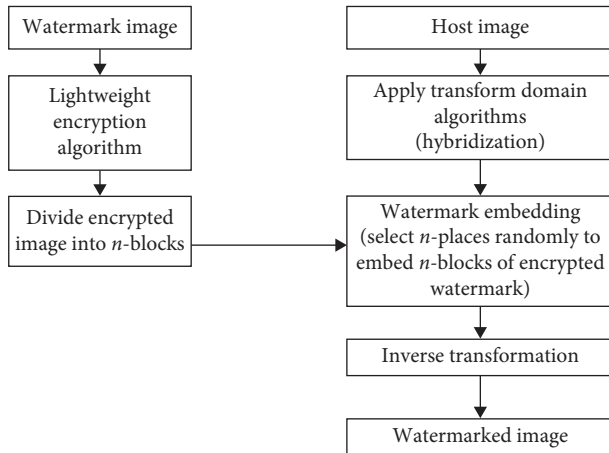 Watermark image
Lightweight
encryption
algorithm
Divide encrypted
image into n-blocks
Host image
Apply transform domain
algorithms
(hybridization)
Watermark embedding
(select n-places randomly to
embed n-blocks of encrypted
watermark)
Inverse transformation
Watermarked image